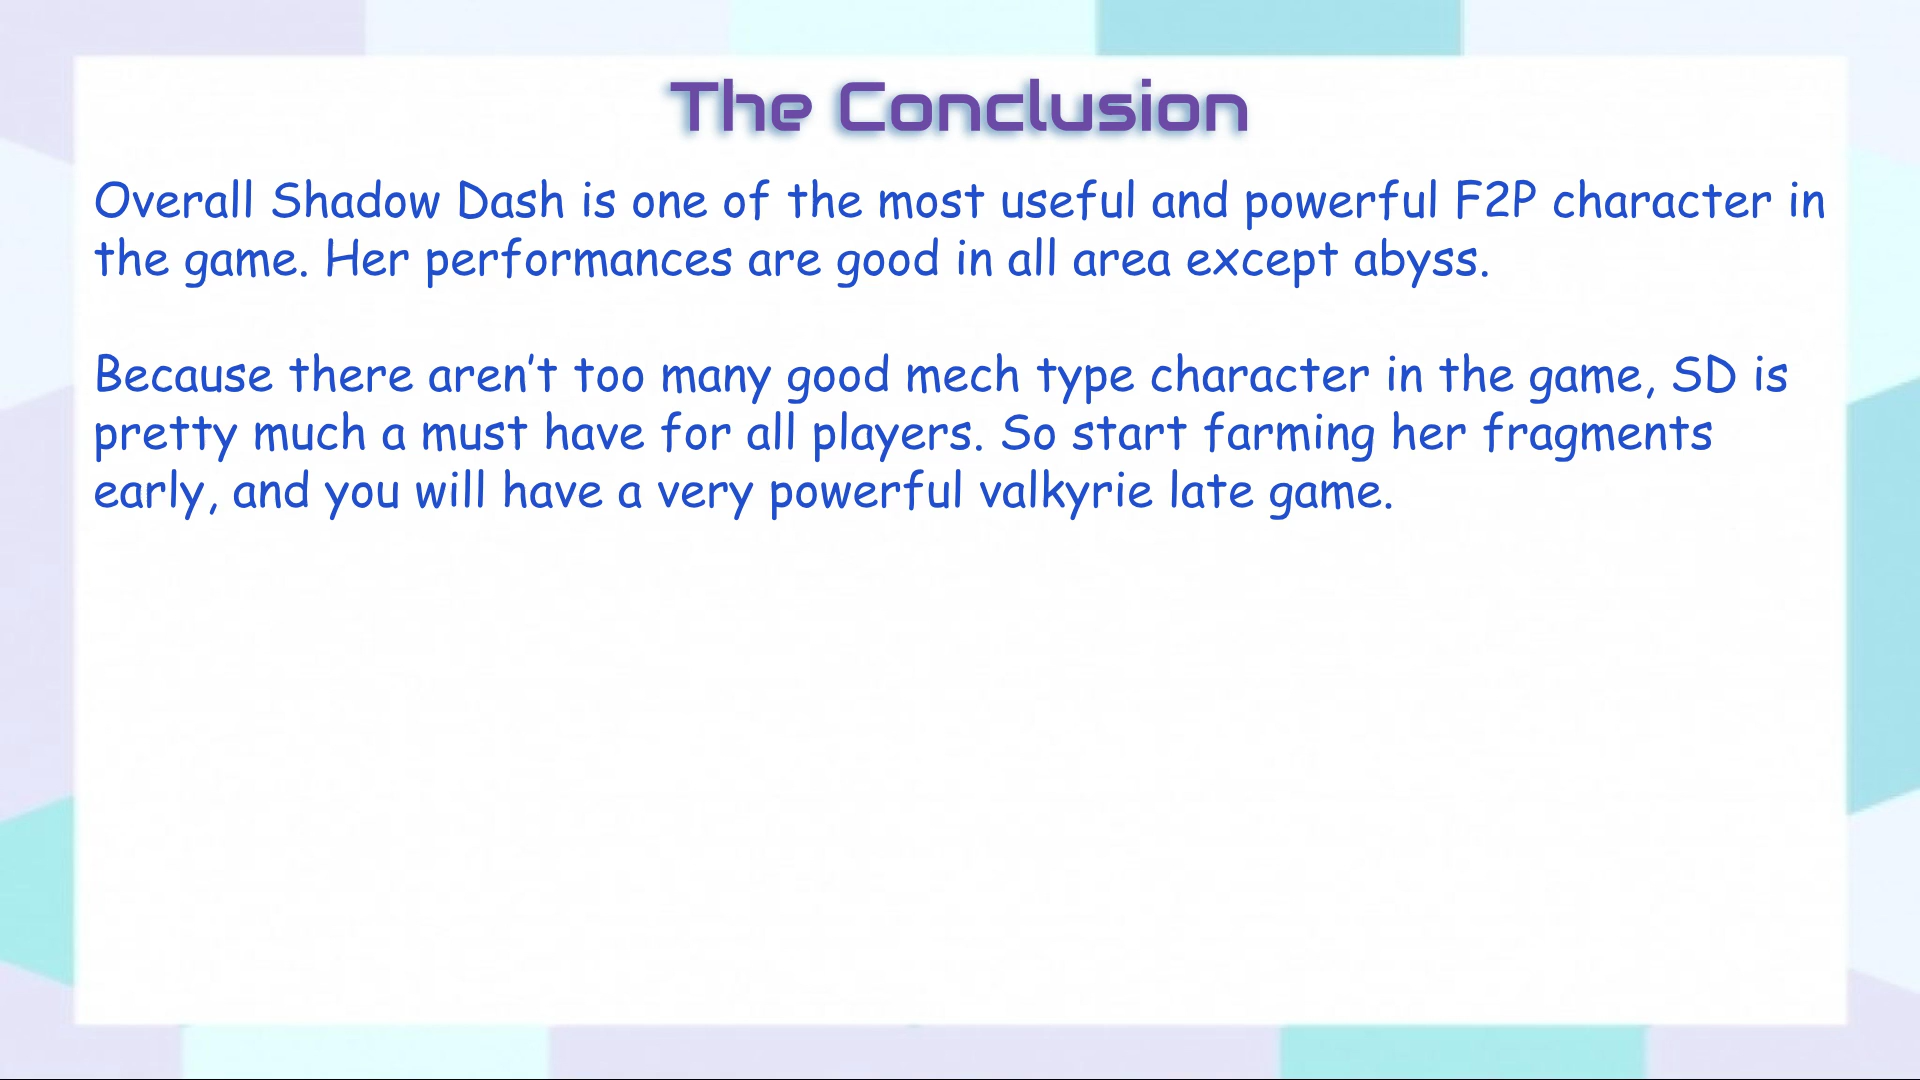 The Conclusion
Overall Shadow Dash is one of the most useful and powerful F2P character in
the game. Her performances are good in all area except abyss.
Because there aren't too many good mech type character in the game, SD is
pretty much a must have for all players. So start farming her fragments
early, and you will have a very powerful valkyrie late game.